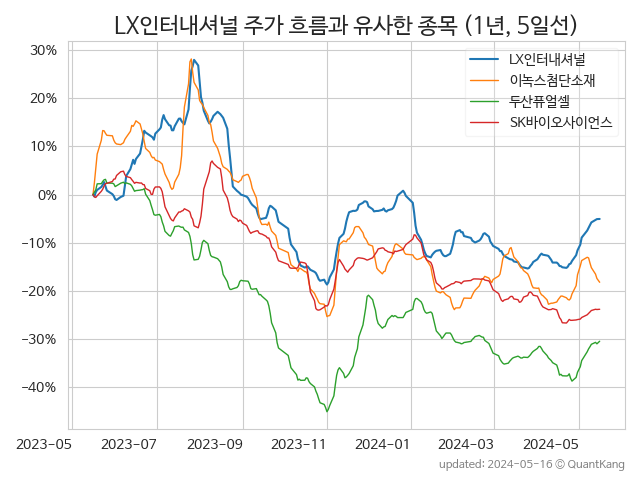 LX인터내셔널 주가 흐름과 유사한 종목 (1년, 5일선)
LX인터내셔널
이녹스첨단소재
두산퓨얼셀
SK바이오사이언스
30%
20%
10%
0%
−10%
−20%
−30%
−40%
2023-05
2023-07
2023-09
2023-11
2024-01
2024-03
2024-05
updated: 2024-05-16 © QuantKang